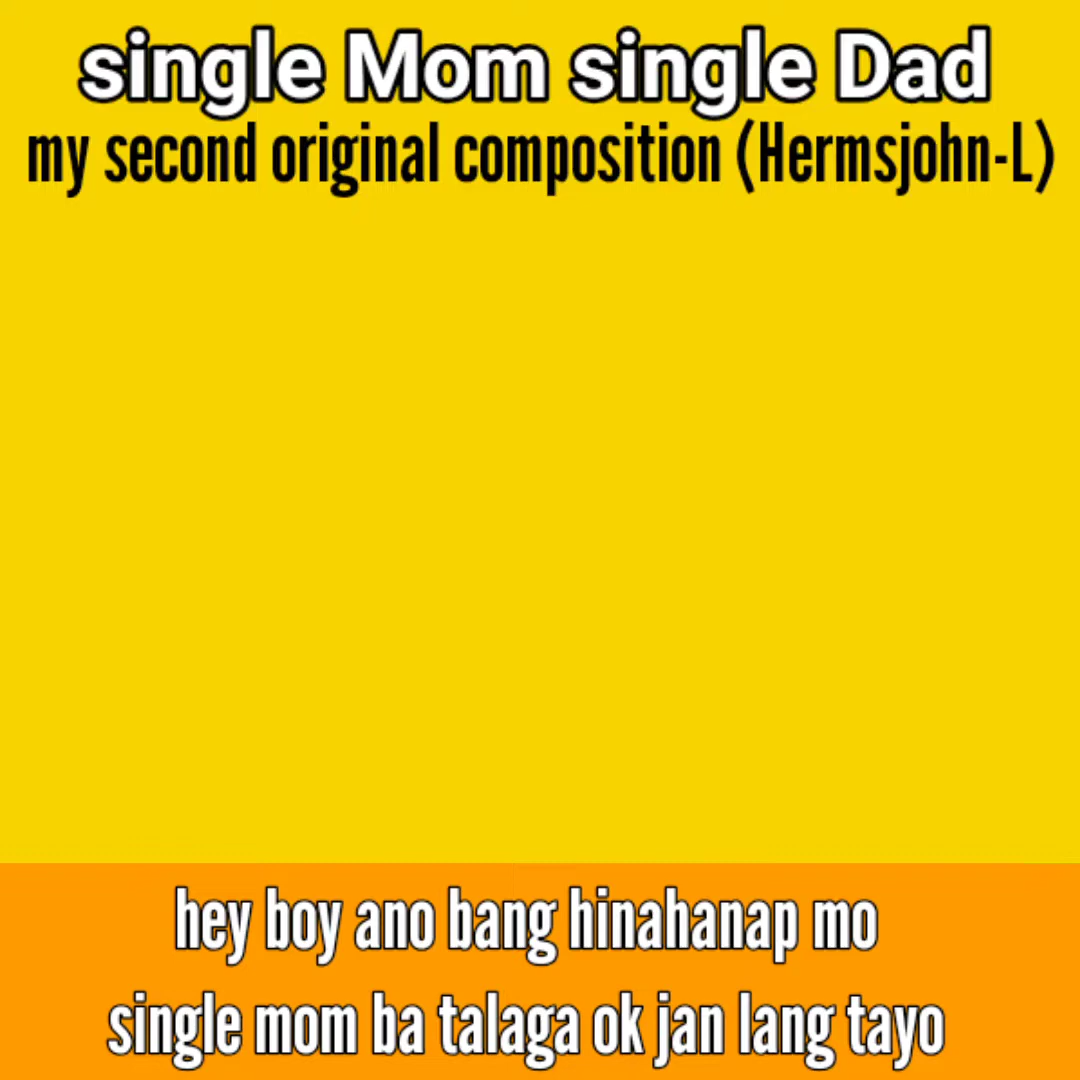 single Mom single Dad
my second original composition (Hermsjohn-L)
hey boy ano bang hinahanap mo
single mom ba talaga ok jan lang tayo